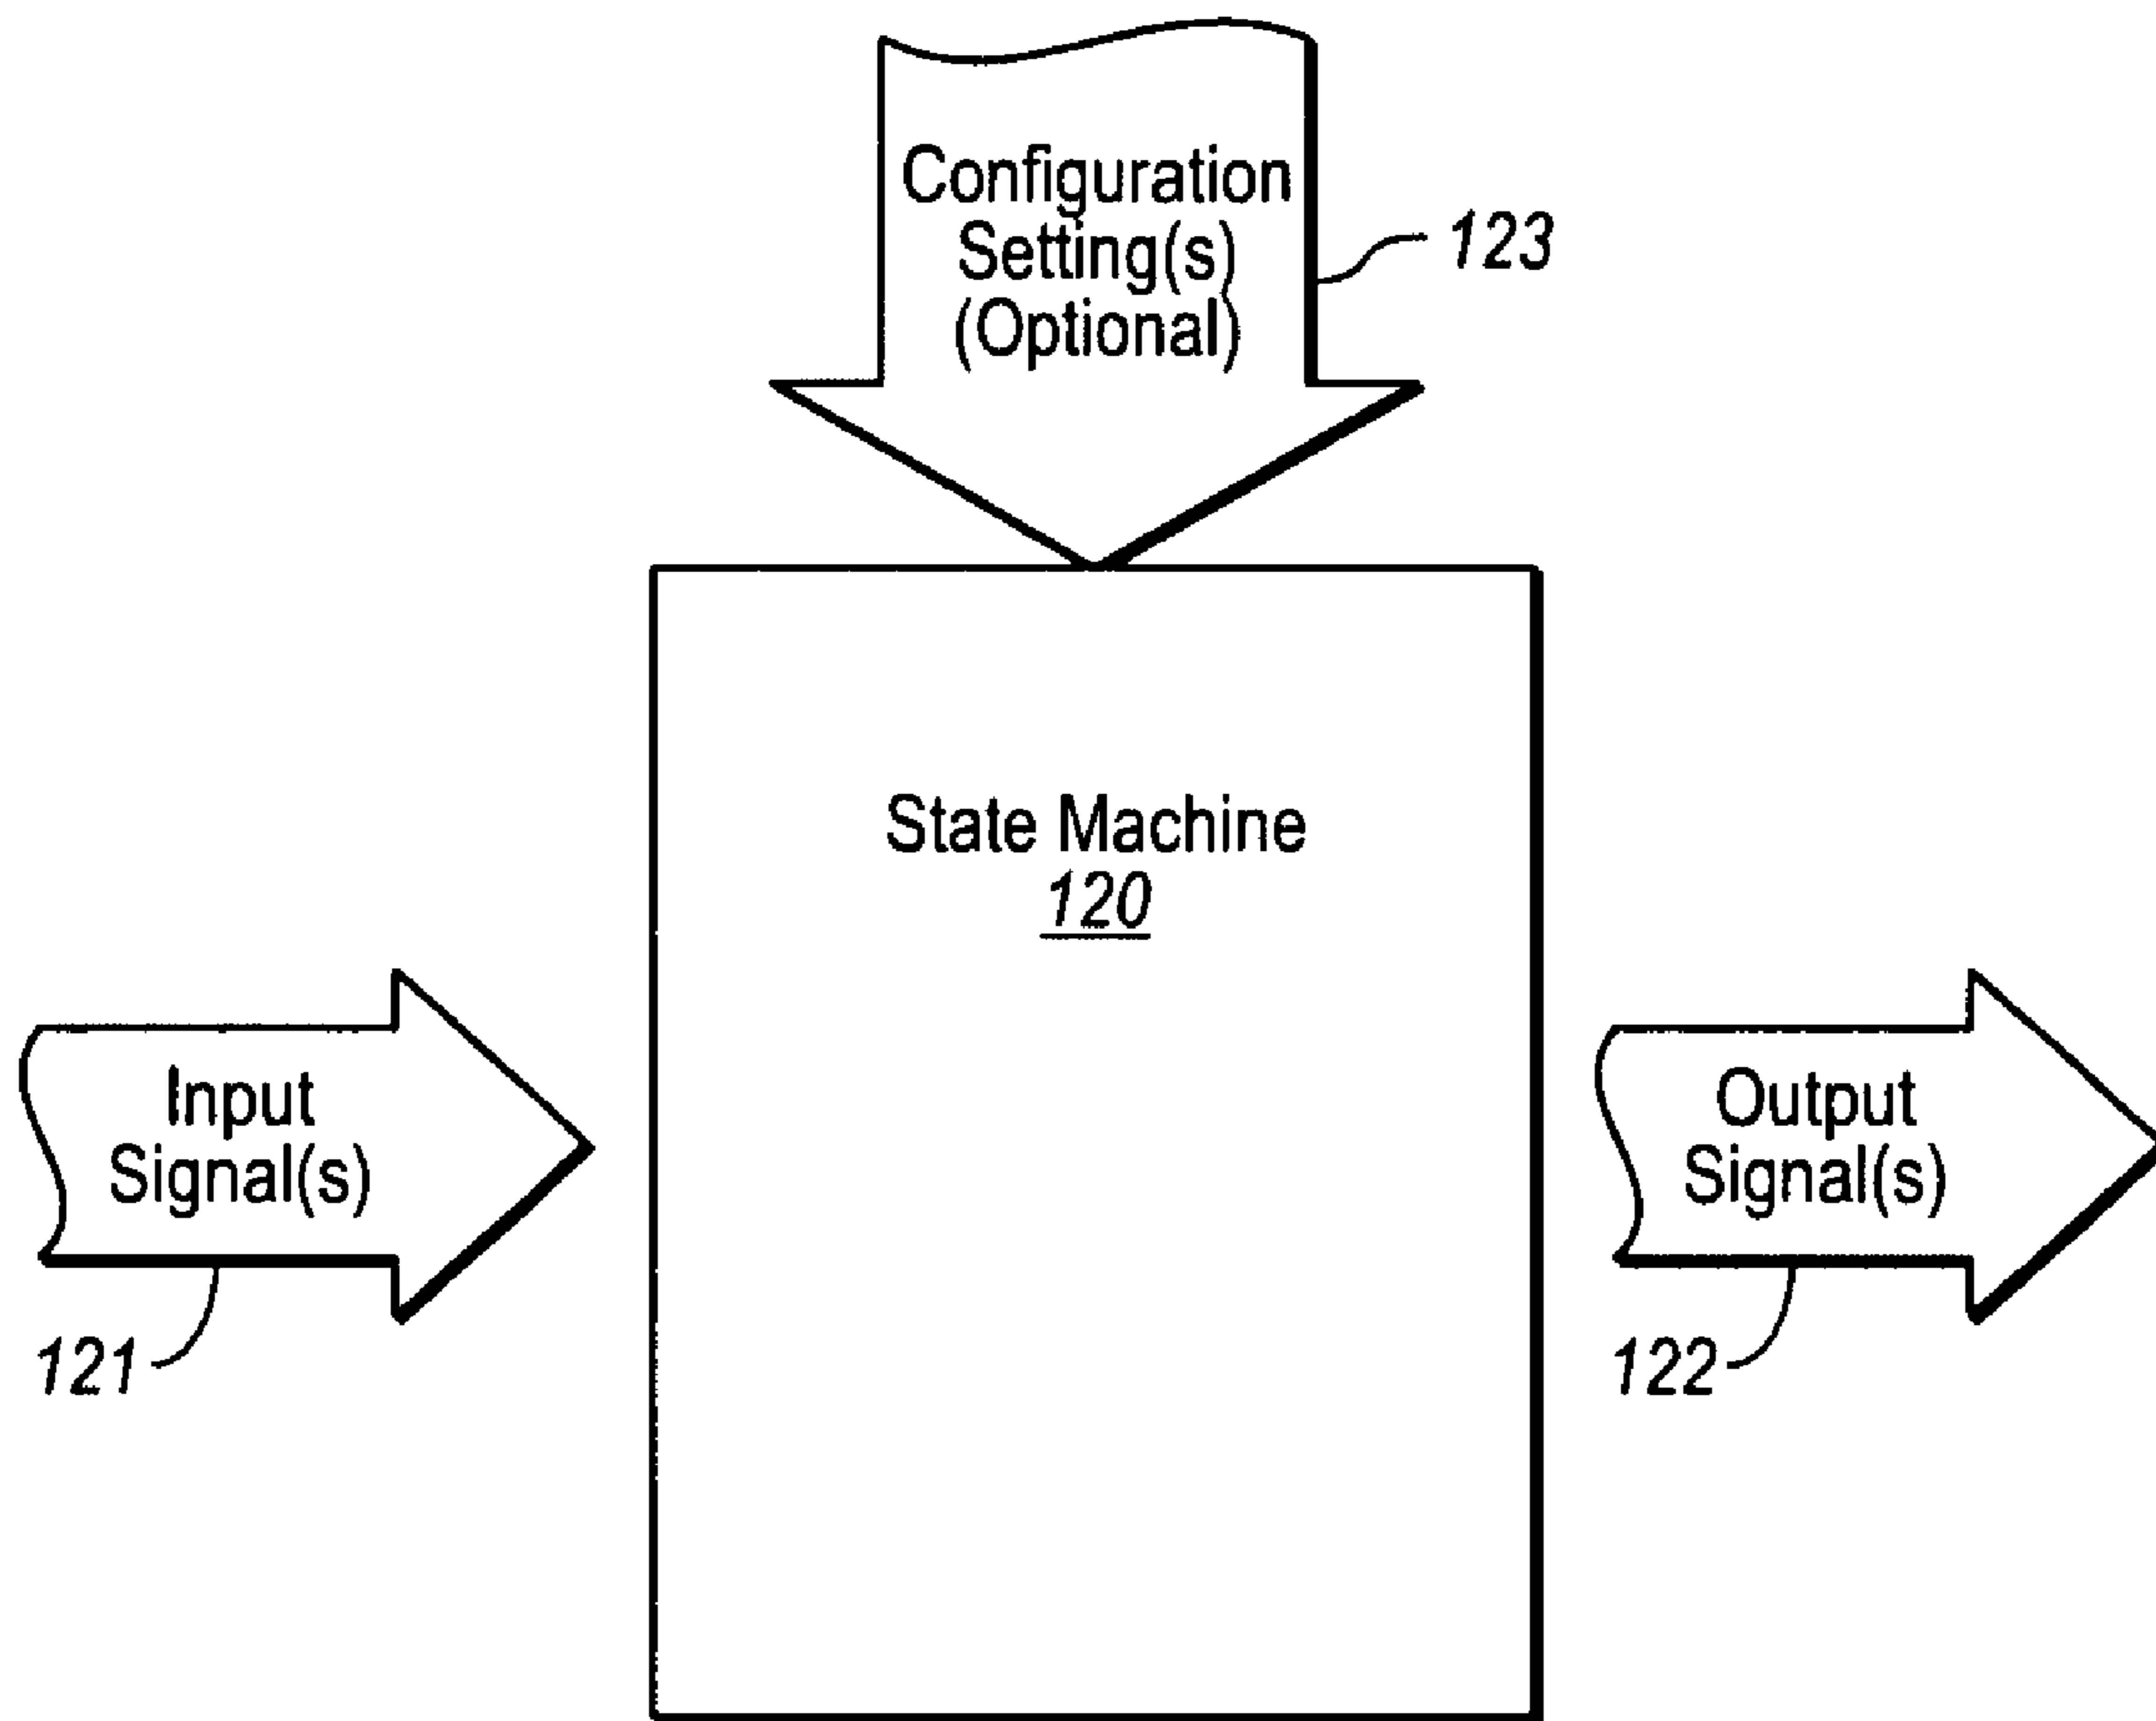 Configuration
Setting(s)
(Optional)
123
State Machine
120
Input
Signal(s)
121
Output
Signal(s)
122